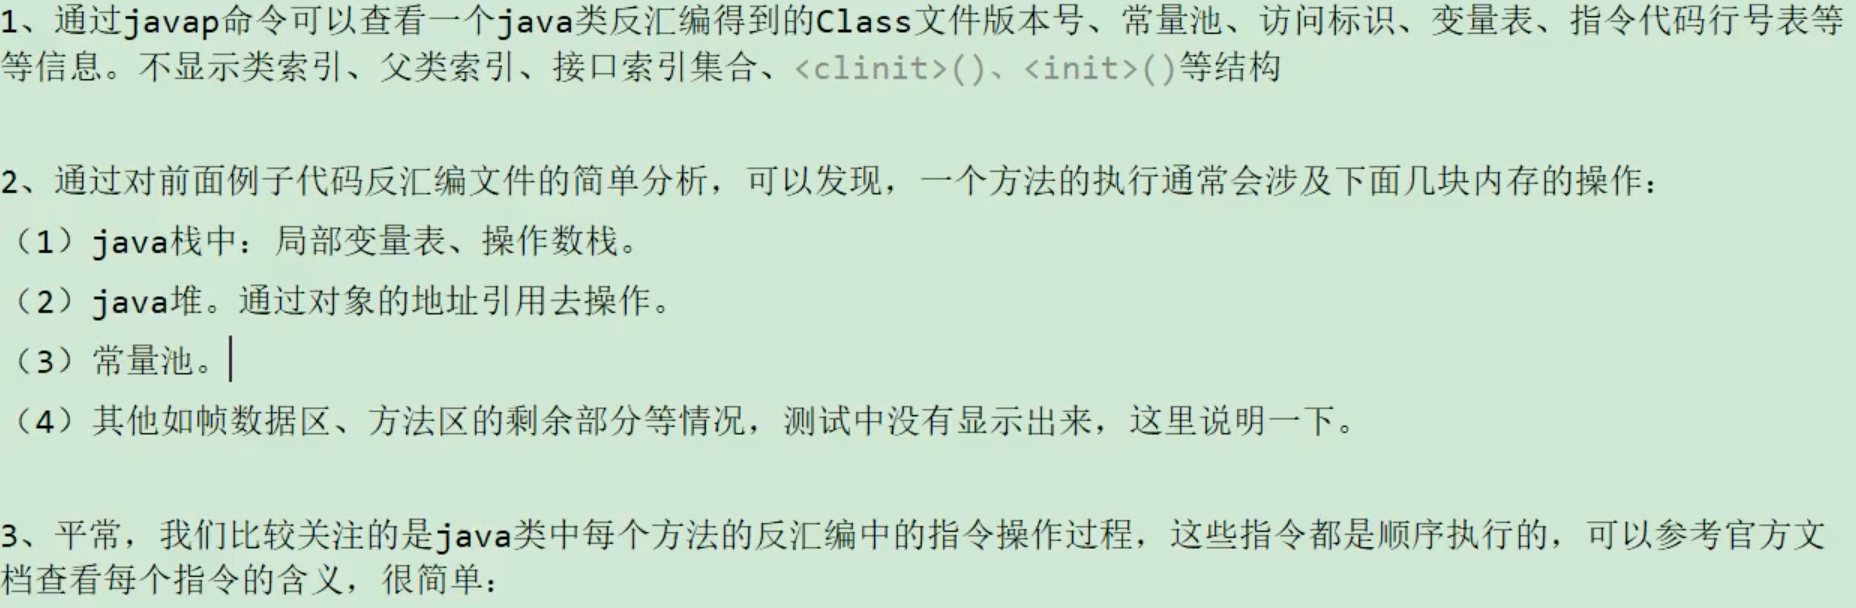 1、通过javap命令可以查看一个java类反汇编得到的Class文件版本号、常量池、访问标识、变量表、指令代码行号表等
等信息。不显示类索引、父类索引、接口索引集合、<clinit>()、<init>()等结构
2、通过对前面例子代码反汇编文件的简单分析，可以发现，一个方法的执行通常会涉及下面几块内存的操作：
（1）java栈中：局部变量表、操作数栈。
（2）java堆。通过对象的地址引用去操作。
（3）常量池。
（4）其他如帧数据区、方法区的剩余部分等情况，测试中没有显示出来，这里说明一下。
3、平常，我们比较关注的是java类中每个方法的反汇编中的指令操作过程，这些指令都是顺序执行的，可以参考官方文
档查看每个指令的含义，很简单：